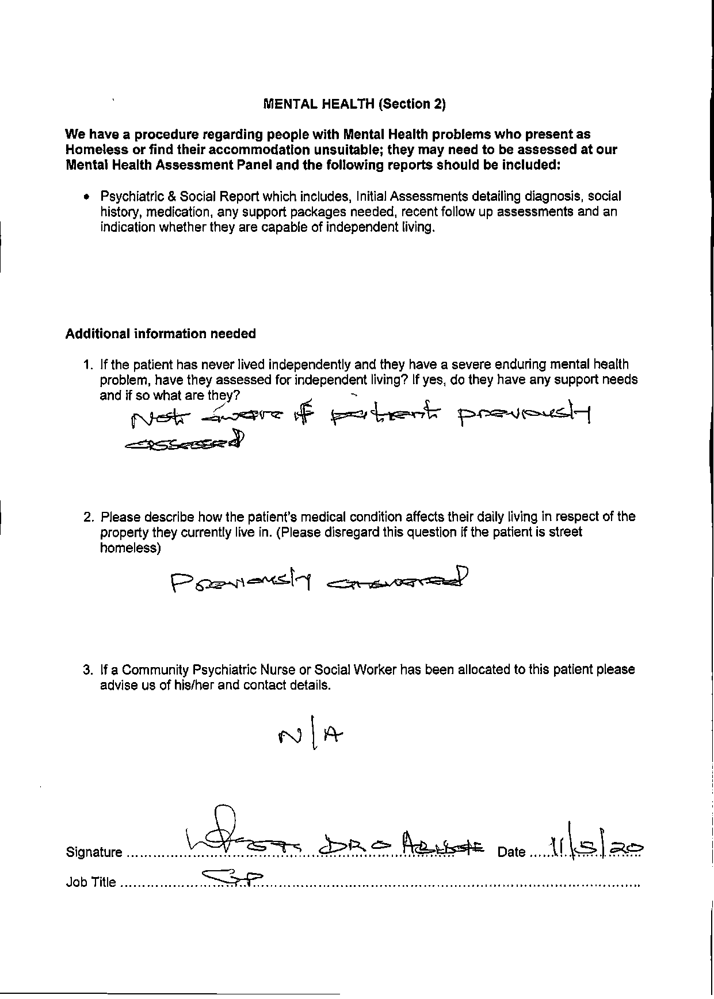 MENTAL HEALTH (Section 2)
We have a procedure regarding people with Mental Health problems who present as
Homeless or find their accommodation unsuitable; they may need to be assessed at our
Mental Health Assessment Panel and the following reports should be included:
• Psychiatric & Social Report which includes, Initial Assessments detailing diagnosis, social
history, medication, any support packages needed, recent follow up assessments and an
indication whether they are capable of independent living.
Additional information needed
1. If the patient has never lived independently and they have a severe enduring mental health
problem, have they assessed for independent living? If yes, do they have any support needs
and if so what are they?
Not aware if patient previously
assessed
2. Please describe how the patient's medical condition affects their daily living in respect of the
property they currently live in. (Please disregard this question if the patient is street
homeless)
Previously answered
3. If a Community Psychiatric Nurse or Social Worker has been allocated to this patient please
advise us of his/her and contact details.
N/A
Signature .......... DR O .......... Date ..... 11/5/20
Job Title .......... GP ..........